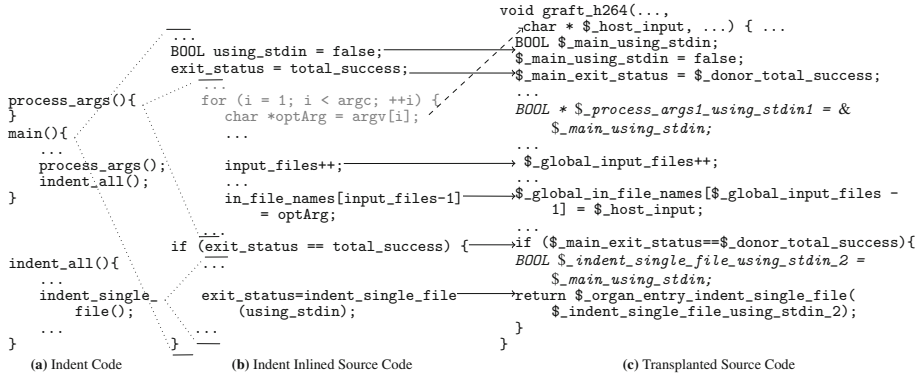 process_args(){
}
main(){
...
process_args();
indent_all();
}
indent_all(){
...
indent_single_
file();
...
}
(a) Indent Code
...
BOOL using_stdin = false;
exit_status = total_success;
...
for (i = 1; i < argc; ++i) {
char *optArg = argv[i];
...
input_files++;
...
in_file_names[input_files-1]
= optArg;
...
if (exit_status == total_success) {
...
exit_status=indent_single_file
(using_stdin);
...
}
(b) Indent Inlined Source Code
void graft_h264(...,
char * $_host_input, ...) { ...
BOOL $_main_using_stdin;
$_main_using_stdin = false;
$_main_exit_status = $_donor_total_success;
...
BOOL * $_process_args1_using_stdin1 = &
$_main_using_stdin;
...
$_global_input_files++;
...
$_global_in_file_names[$_global_input_files -
1] = $_host_input;
...
if ($_main_exit_status==$_donor_total_success){
BOOL $_indent_single_file_using_stdin_2 =
$_main_using_stdin;
return $_organ_entry_indent_single_file(
$_indent_single_file_using_stdin_2);
}
}
(c) Transplanted Source Code